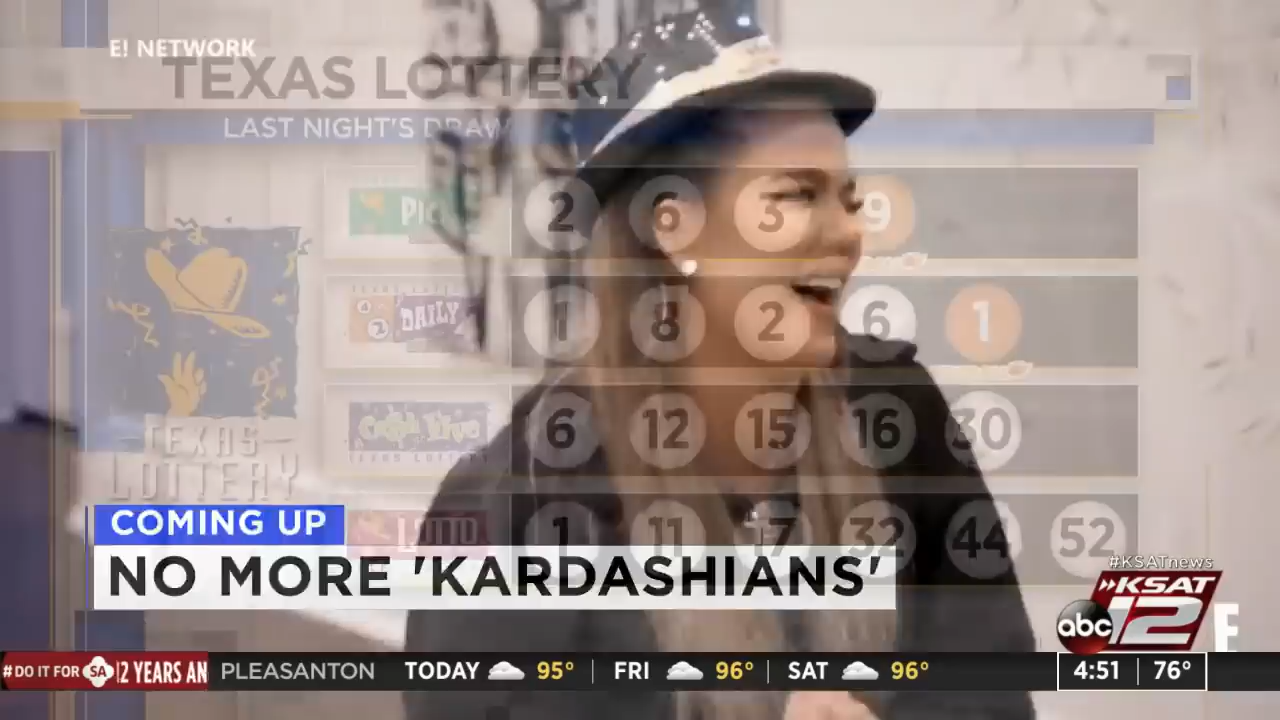 E! NETWORK
TEXAS LOTTERY
LAST NIGHT'S DRAW
2 6 3 9
DAILY
1 8 2 6 1
6 12 15 16 30
TEXAS
LOTTERY
LOTTO
1 11 17 32 44 52
COMING UP
NO MORE 'KARDASHIANS'
#KSATnews
KSAT
abc 12
E
# DO IT FOR SA 12 YEARS AN PLEASANTON TODAY 95° FRI 96° SAT 96° 4:51 76°